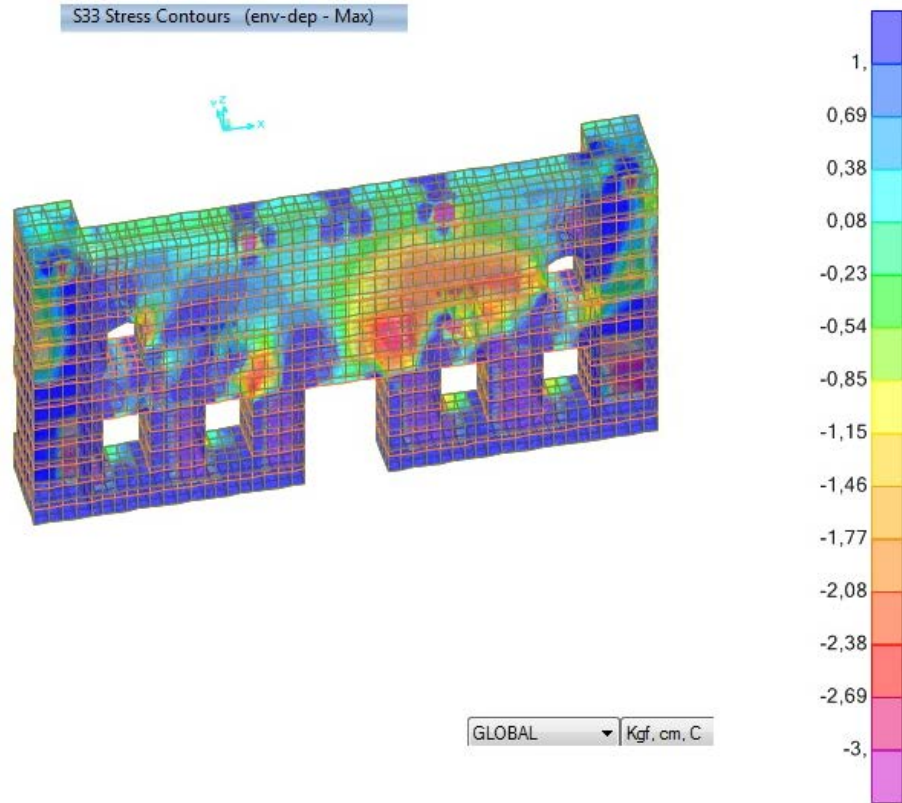 S33 Stress Contours (env-dep - Max)
Z
Y
X
1,
0,69
0,38
0,08
-0,23
-0,54
-0,85
-1,15
-1,46
-1,77
-2,08
-2,38
-2,69
-3,
GLOBAL
Kgf, cm, C